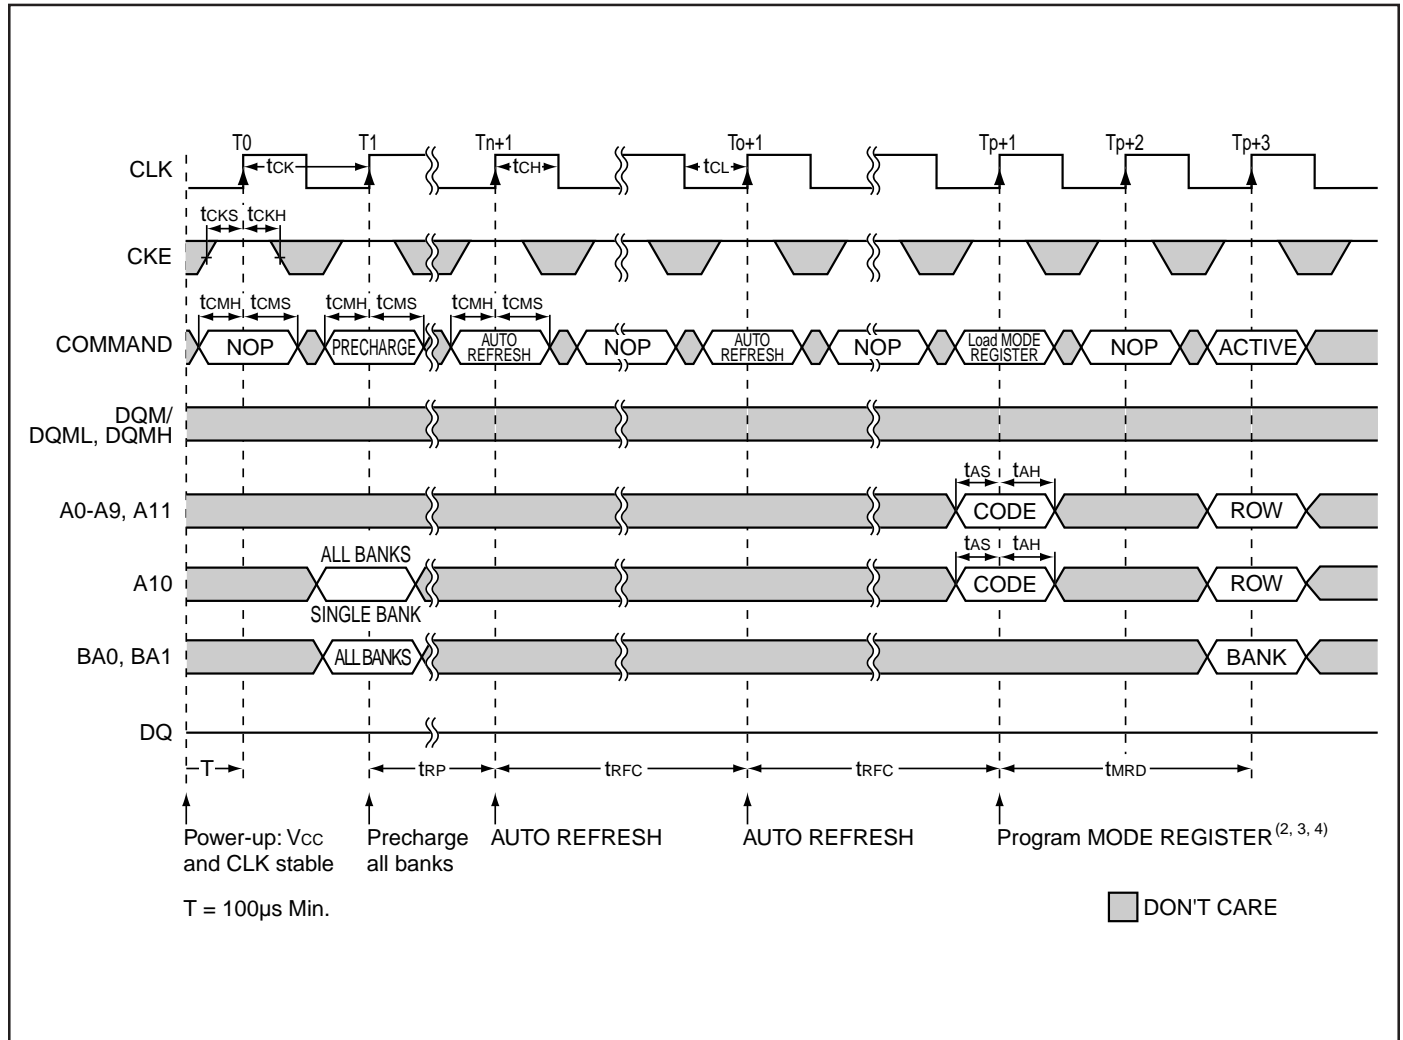 T0 T1 Tn+1 To+1 Tp+1 Tp+2 Tp+3
CLK tCK tCH tCL
tCKS tCKH
CKE
tCMH tCMS tCMH tCMS tCMH tCMS
COMMAND NOP PRECHARGE AUTO REFRESH NOP AUTO REFRESH NOP Load MODE REGISTER NOP ACTIVE
DQM/
DQML, DQMH
tAS tAH
A0-A9, A11 CODE ROW
ALL BANKS tAS tAH
A10 CODE ROW
SINGLE BANK
BA0, BA1 ALL BANKS BANK
DQ
T tRP tRFC tRFC tMRD
Power-up: VCC Precharge AUTO REFRESH AUTO REFRESH Program MODE REGISTER(2, 3, 4)
and CLK stable all banks
T = 100µs Min. DON'T CARE